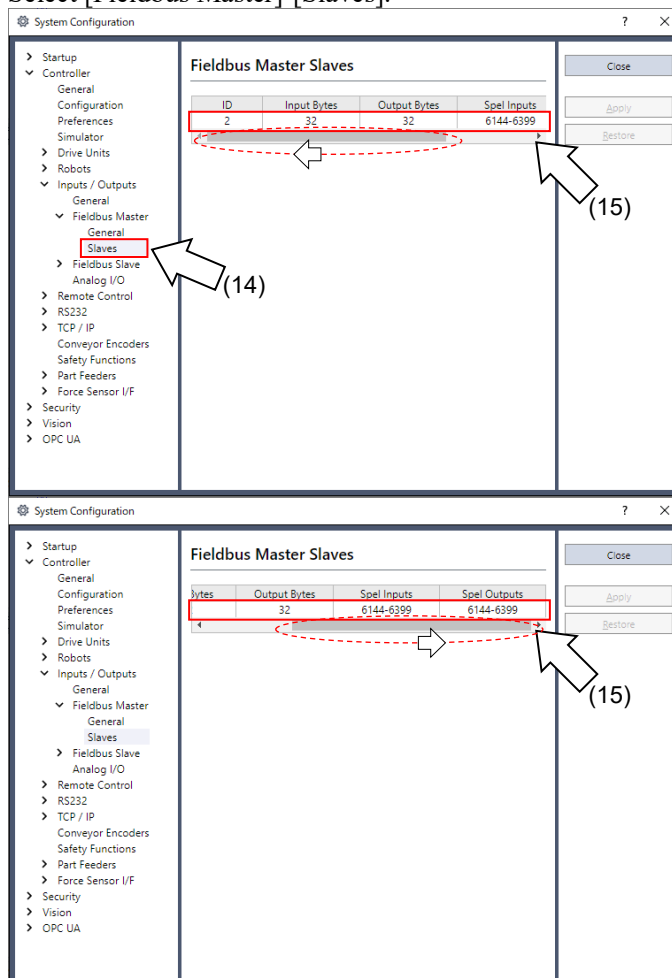 Select [Fieldbus Master]-[Slaves].
System Configuration ? ×
Startup
Controller
General
Configuration
Preferences
Simulator
Drive Units
Robots
Inputs / Outputs
General
Fieldbus Master
General
Slaves
Fieldbus Slave
Analog I/O
Remote Control
RS232
TCP / IP
Conveyor Encoders
Safety Functions
Part Feeders
Force Sensor I/F
Security
Vision
OPC UA
(14)
Fieldbus Master Slaves
ID Input Bytes Output Bytes Spel Inputs
2 32 32 6144-6399
(15)
Close
Apply
Restore
System Configuration ? ×
Startup
Controller
General
Configuration
Preferences
Simulator
Drive Units
Robots
Inputs / Outputs
General
Fieldbus Master
General
Slaves
Fieldbus Slave
Analog I/O
Remote Control
RS232
TCP / IP
Conveyor Encoders
Safety Functions
Part Feeders
Force Sensor I/F
Security
Vision
OPC UA
Fieldbus Master Slaves
Bytes Output Bytes Spel Inputs Spel Outputs
32 6144-6399 6144-6399
(15)
Close
Apply
Restore